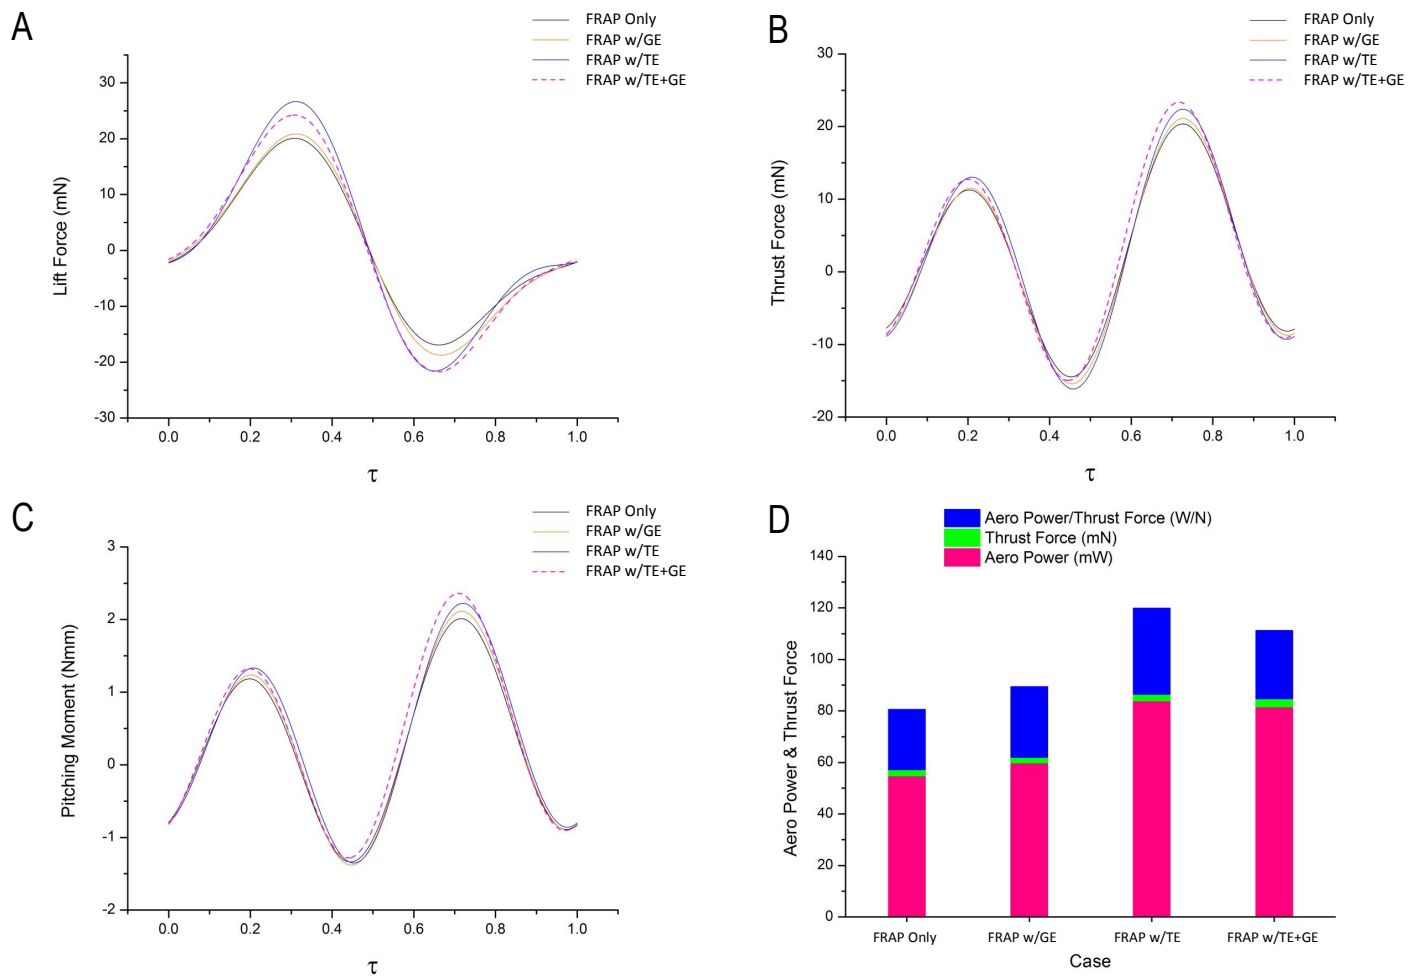 A
FRAP Only
FRAP w/GE
FRAP w/TE
FRAP w/TE+GE
Lift Force (mN)
30
20
10
0
-10
-20
-30
0.0 0.2 0.4 0.6 0.8 1.0
τ
B
FRAP Only
FRAP w/GE
FRAP w/TE
FRAP w/TE+GE
Thrust Force (mN)
30
20
10
0
-10
-20
0.0 0.2 0.4 0.6 0.8 1.0
τ
C
FRAP Only
FRAP w/GE
FRAP w/TE
FRAP w/TE+GE
Pitching Moment (Nmm)
3
2
1
0
-1
-2
0.0 0.2 0.4 0.6 0.8 1.0
τ
D
Aero Power/Thrust Force (W/N)
Thrust Force (mN)
Aero Power (mW)
Aero Power & Thrust Force
140
120
100
80
60
40
20
0
FRAP Only FRAP w/GE FRAP w/TE FRAP w/TE+GE
Case